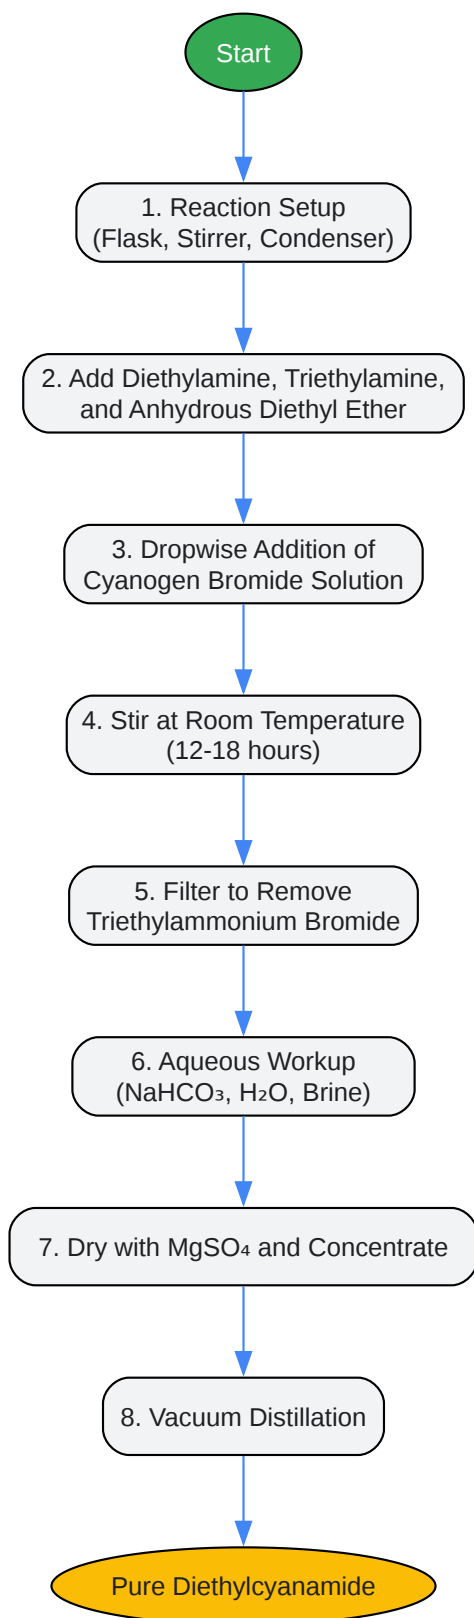 Start
1. Reaction Setup
(Flask, Stirrer, Condenser)
2. Add Diethylamine, Triethylamine,
and Anhydrous Diethyl Ether
3. Dropwise Addition of
Cyanogen Bromide Solution
4. Stir at Room Temperature
(12-18 hours)
5. Filter to Remove
Triethylammonium Bromide
6. Aqueous Workup
(NaHCO₃, H₂O, Brine)
7. Dry with MgSO₄ and Concentrate
8. Vacuum Distillation
Pure Diethylcyanamide